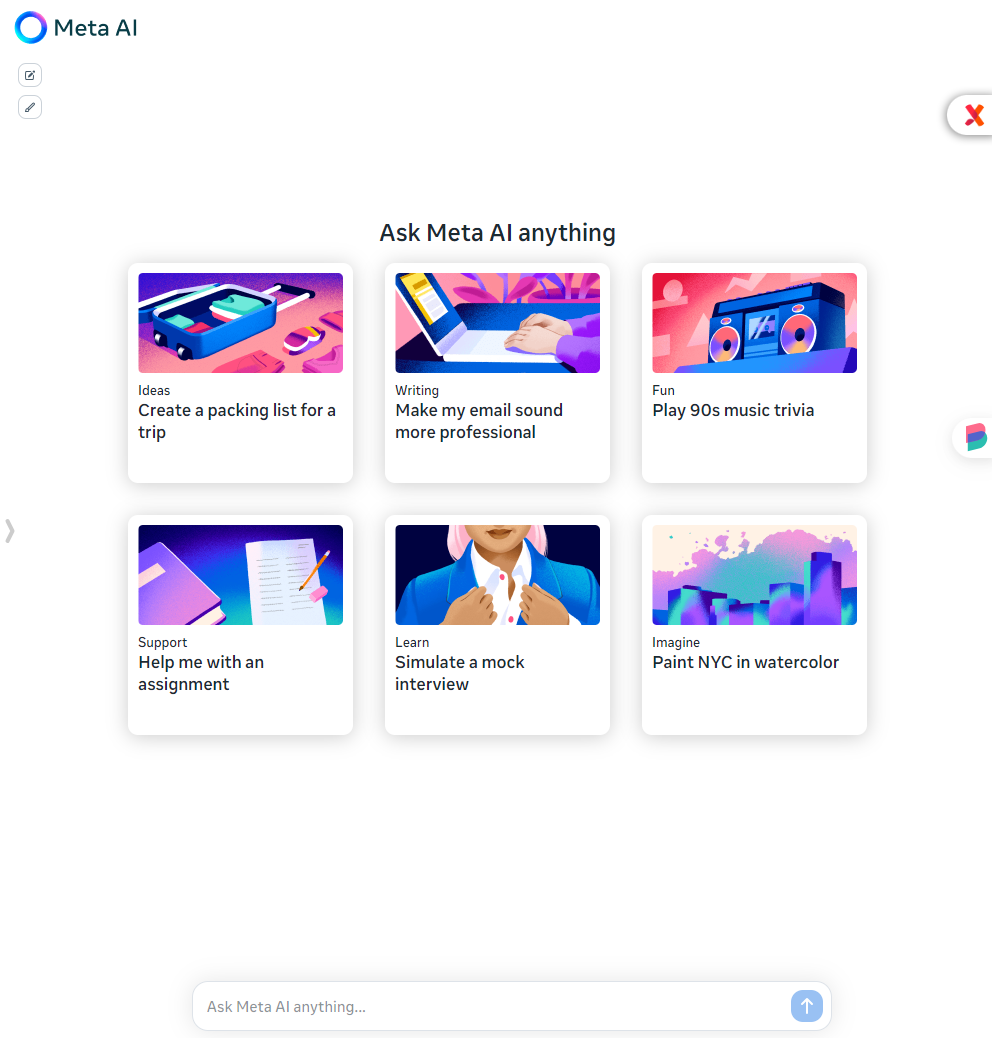 Meta AI
Ask Meta AI anything
Ideas
Create a packing list for a
trip
Writing
Make my email sound
more professional
Fun
Play 90s music trivia
Support
Help me with an
assignment
Learn
Simulate a mock
interview
Imagine
Paint NYC in watercolor
Ask Meta AI anything...